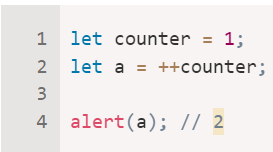 1 let counter = 1;
2 let a = ++counter;
3
4 alert(a); // 2